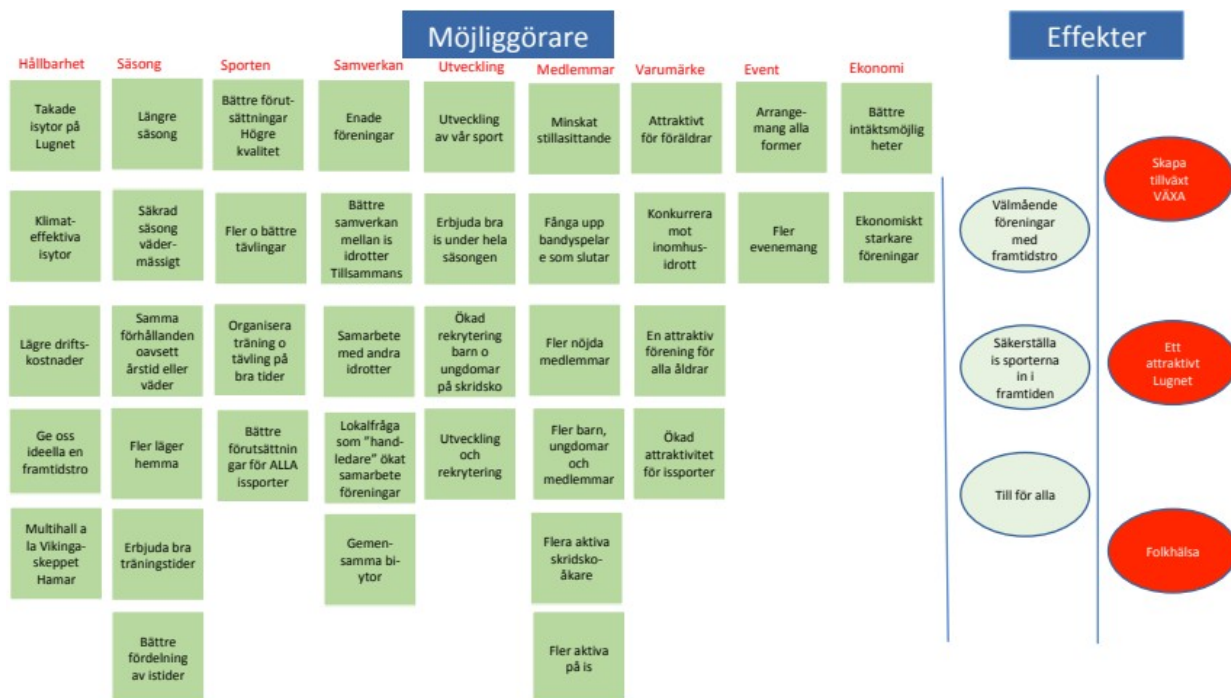 Möjliggörare
Effekter
Hållbarhet
Takade
isytor på
Lugnet
Klimat-
effektiva
isytor
Lägre drifts-
kostnader
Ge oss
ideella en
framtidstro
Multihall a
la Vikinga-
skeppet
Hamar
Säsong
Längre
säsong
Säkrad
säsong
väder-
mässigt
Samma
förhållanden
oavsett
årstid eller
väder
Fler läger
hemma
Erbjuda bra
träningstider
Bättre
fördelning
av istider
Sporten
Bättre förut-
sättningar
Högre
kvalitet
Fler o bättre
tävlingar
Organisera
träning o
tävling på
bra tider
Bättre
förutsättnin
gar för ALLA
issporter
Samverkan
Enade
föreningar
Bättre
samverkan
mellan is
idrotter
Tillsammans
Samarbete
med andra
idrotter
Lokalfråga
som ”hand-
ledare” ökat
samarbete
föreningar
Gemen-
samma bi-
ytor
Utveckling
Utveckling
av vår sport
Erbjuda bra
is under hela
säsongen
Ökad
rekrytering
barn o
ungdomar
på skridsko
Utveckling
och
rekrytering
Medlemmar
Minskat
stillasittande
Fånga upp
bandyspelar
e som slutar
Fler nöjda
medlemmar
Fler barn,
ungdomar
och
medlemmar
Flera aktiva
skridsko-
åkare
Fler aktiva
på is
Varumärke
Attraktivt
för föräldrar
Konkurrera
mot
inomhus-
idrott
En attraktiv
förening för
alla åldrar
Ökad
attraktivitet
för issporter
Event
Arrange-
mang alla
former
Fler
evenemang
Ekonomi
Bättre
intäktsmöjlig
heter
Ekonomiskt
starkare
föreningar
Välmående
föreningar
med
framtidstro
Säkerställa
is sporterna
in i
framtiden
Till för alla
Skapa
tillväxt
VÄXA
Ett
attraktivt
Lugnet
Folkhälsa